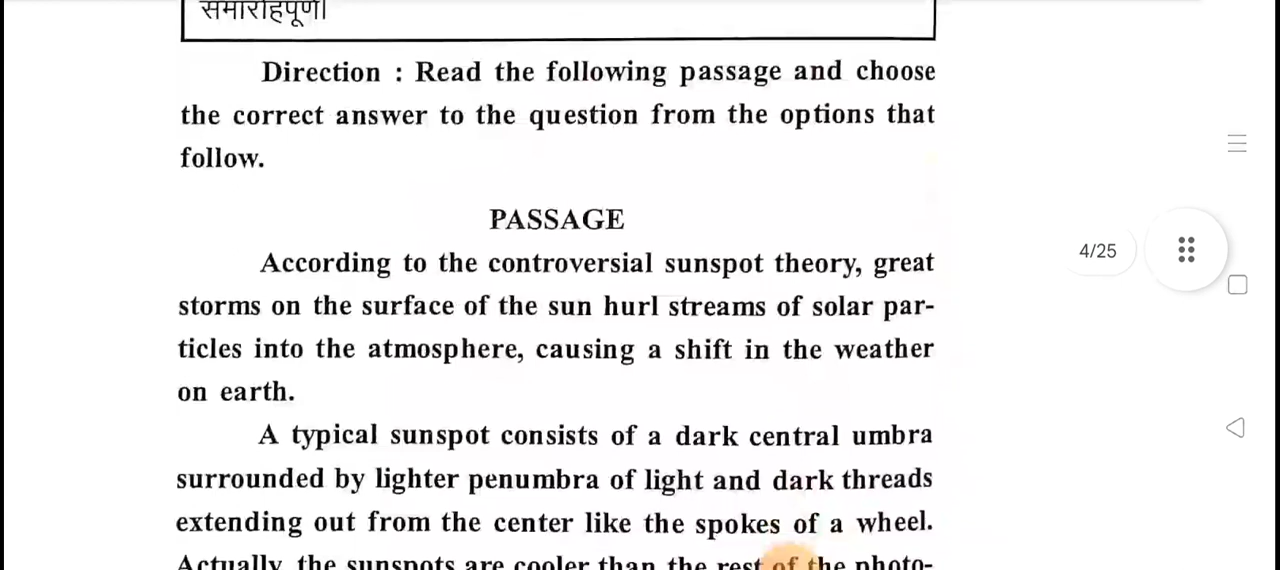 समारोहपूर्ण।
Direction : Read the following passage and choose
the correct answer to the question from the options that
follow.
PASSAGE
According to the controversial sunspot theory, great
storms on the surface of the sun hurl streams of solar par-
ticles into the atmosphere, causing a shift in the weather
on earth.
4/25
A typical sunspot consists of a dark central umbra
surrounded by lighter penumbra of light and dark threads
extending out from the center like the spokes of a wheel.
Actually the sunspots are cooler than the rest of the photo-